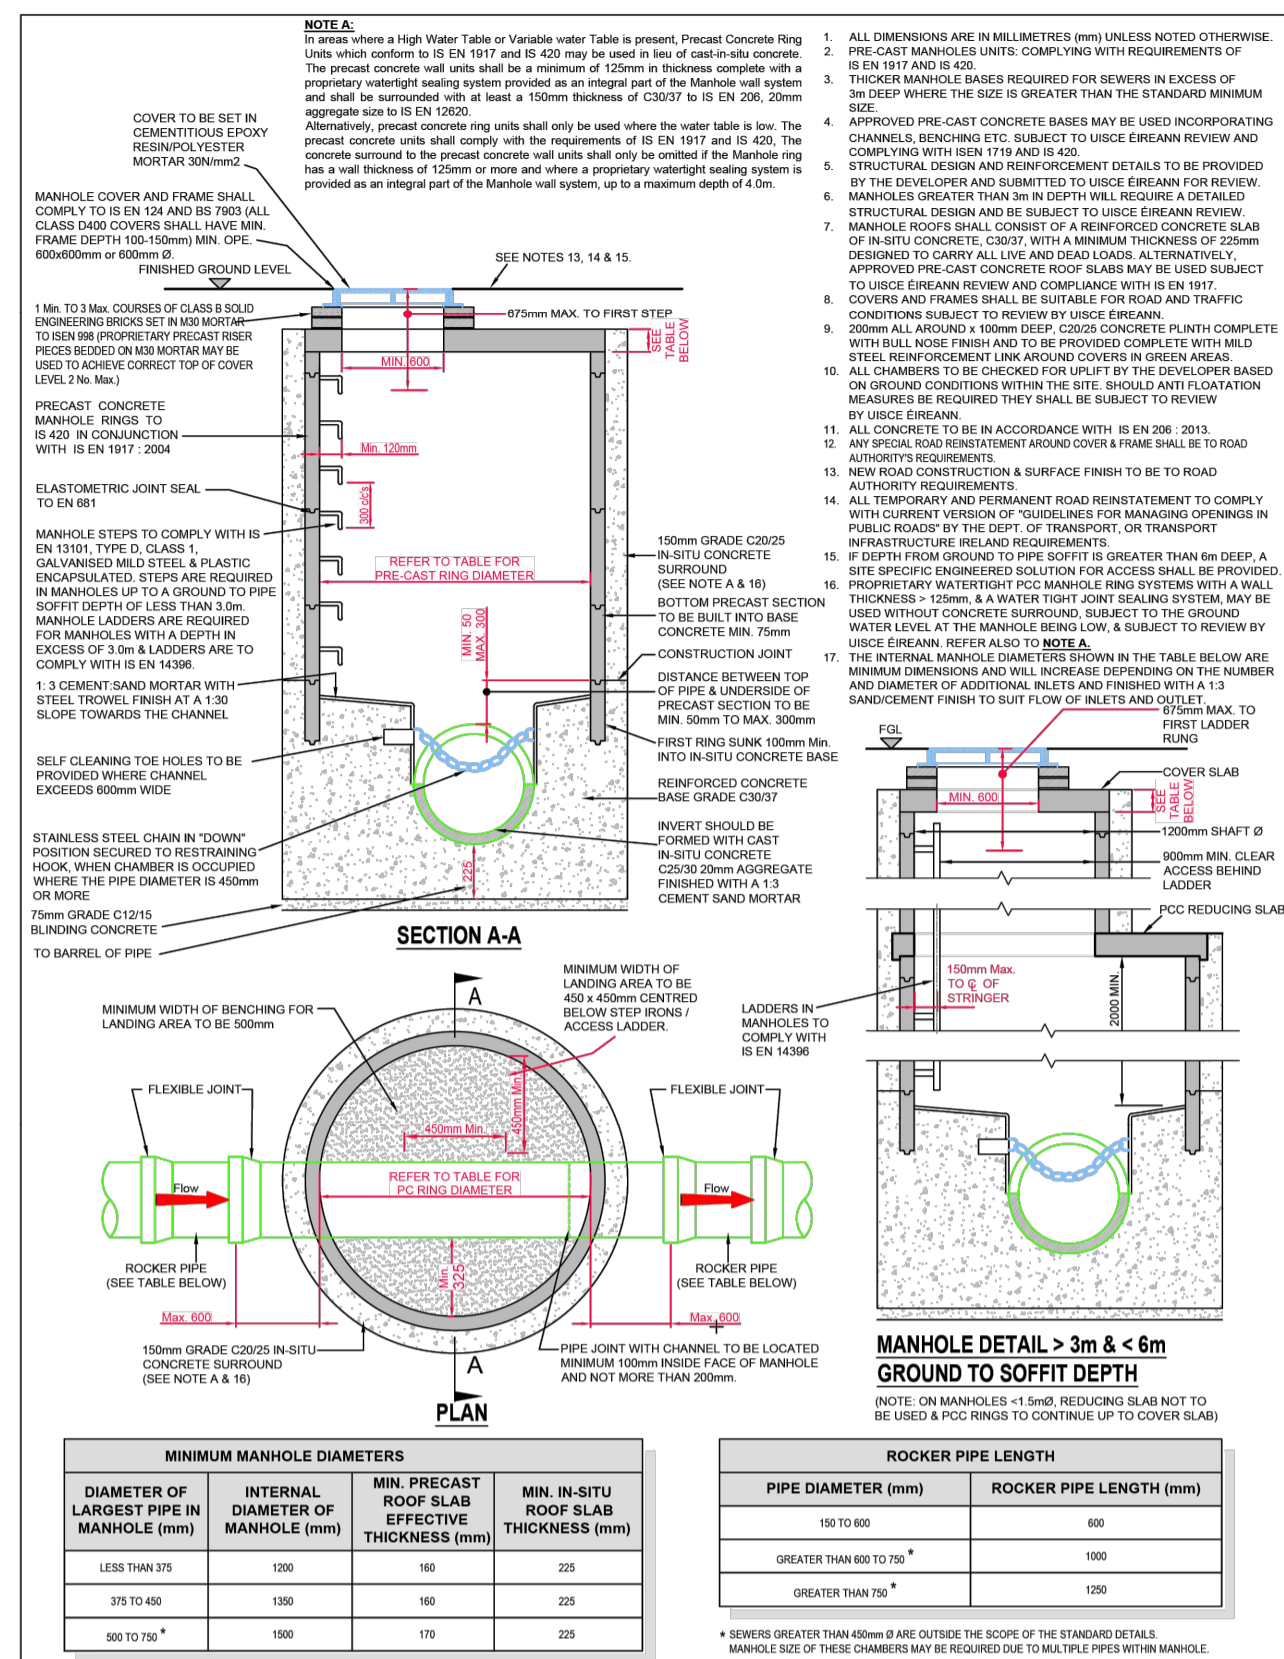 NOTE A:
In areas where a High Water Table or Variable water Table is present, Precast Concrete Ring
Units which conform to IS EN 1917 and IS 420 may be used in lieu of cast-in-situ concrete.
The precast concrete wall units shall be a minimum of 125mm in thickness complete with a
proprietary watertight sealing system provided as an integral part of the Manhole wall system
and shall be surrounded with at least a 150mm thickness of C30/37 to IS EN 206, 20mm
aggregate size to IS EN 12620.
Alternatively, precast concrete ring units shall only be used where the water table is low. The
precast concrete units shall comply with the requirements of IS EN 1917 and IS 420, The
concrete surround to the precast concrete wall units shall only be omitted if the Manhole ring
has a wall thickness of 125mm or more and where a proprietary watertight sealing system is
provided as an integral part of the Manhole wall system, up to a maximum depth of 4.0m.
1. ALL DIMENSIONS ARE IN MILLIMETRES (mm) UNLESS NOTED OTHERWISE.
2. PRE-CAST MANHOLES UNITS: COMPLYING WITH REQUIREMENTS OF
IS EN 1917 AND IS 420.
3. THICKER MANHOLE BASES REQUIRED FOR SEWERS IN EXCESS OF
3m DEEP WHERE THE SIZE IS GREATER THAN THE STANDARD MINIMUM
SIZE.
4. APPROVED PRE-CAST CONCRETE BASES MAY BE USED INCORPORATING
CHANNELS, BENCHING ETC. SUBJECT TO UISCE ÉIREANN REVIEW AND
COMPLYING WITH ISEN 1719 AND IS 420.
5. STRUCTURAL DESIGN AND REINFORCEMENT DETAILS TO BE PROVIDED
BY THE DEVELOPER AND SUBMITTED TO UISCE ÉIREANN FOR REVIEW.
6. MANHOLES GREATER THAN 3m IN DEPTH WILL REQUIRE A DETAILED
STRUCTURAL DESIGN AND BE SUBJECT TO UISCE ÉIREANN REVIEW.
7. MANHOLE ROOFS SHALL CONSIST OF A REINFORCED CONCRETE SLAB
OF IN-SITU CONCRETE, C30/37, WITH A MINIMUM THICKNESS OF 225mm
DESIGNED TO CARRY ALL LIVE AND DEAD LOADS. ALTERNATIVELY,
APPROVED PRE-CAST CONCRETE ROOF SLABS MAY BE USED SUBJECT
TO UISCE ÉIREANN REVIEW AND COMPLIANCE WITH IS EN 1917.
8. COVERS AND FRAMES SHALL BE SUITABLE FOR ROAD AND TRAFFIC
CONDITIONS SUBJECT TO REVIEW BY UISCE ÉIREANN.
9. 200mm ALL AROUND x 100mm DEEP, C20/25 CONCRETE PLINTH COMPLETE
WITH BULL NOSE FINISH AND TO BE PROVIDED COMPLETE WITH MILD
STEEL REINFORCEMENT LINK AROUND COVERS IN GREEN AREAS.
10. ALL CHAMBERS TO BE CHECKED FOR UPLIFT BY THE DEVELOPER BASED
ON GROUND CONDITIONS WITHIN THE SITE. SHOULD ANTI FLOATATION
MEASURES BE REQUIRED THEY SHALL BE SUBJECT TO REVIEW
BY UISCE ÉIREANN.
11. ALL CONCRETE TO BE IN ACCORDANCE WITH IS EN 206 : 2013.
12. ANY SPECIAL ROAD REINSTATEMENT AROUND COVER & FRAME SHALL BE TO ROAD
AUTHORITY'S REQUIREMENTS.
13. NEW ROAD CONSTRUCTION & SURFACE FINISH TO BE TO ROAD
AUTHORITY REQUIREMENTS.
14. ALL TEMPORARY AND PERMANENT ROAD REINSTATEMENT TO COMPLY
WITH CURRENT VERSION OF "GUIDELINES FOR MANAGING OPENINGS IN
PUBLIC ROADS" BY THE DEPT. OF TRANSPORT, OR TRANSPORT
INFRASTRUCTURE IRELAND REQUIREMENTS.
15. IF DEPTH FROM GROUND TO PIPE SOFFIT IS GREATER THAN 6m DEEP, A
SITE SPECIFIC ENGINEERED SOLUTION FOR ACCESS SHALL BE PROVIDED.
16. PROPRIETARY WATERTIGHT PCC MANHOLE RING SYSTEMS WITH A WALL
THICKNESS > 125mm, & A WATER TIGHT JOINT SEALING SYSTEM, MAY BE
USED WITHOUT CONCRETE SURROUND, SUBJECT TO THE GROUND
WATER LEVEL AT THE MANHOLE BEING LOW, & SUBJECT TO REVIEW BY
UISCE ÉIREANN. REFER ALSO TO NOTE A.
17. THE INTERNAL MANHOLE DIAMETERS SHOWN IN THE TABLE BELOW ARE
MINIMUM DIMENSIONS AND WILL INCREASE DEPENDING ON THE NUMBER
AND DIAMETER OF ADDITIONAL INLETS AND FINISHED WITH A 1:3
SAND/CEMENT FINISH TO SUIT FLOW OF INLETS AND OUTLET.
COVER TO BE SET IN
CEMENTITIOUS EPOXY
RESIN/POLYESTER
MORTAR 30N/mm2
MANHOLE COVER AND FRAME SHALL
COMPLY TO IS EN 124 AND BS 7903 (ALL
CLASS D400 COVERS SHALL HAVE MIN.
FRAME DEPTH 100-150mm) MIN. OPE.
600x600mm or 600mm Ø.
FINISHED GROUND LEVEL
SEE NOTES 13, 14 & 15.
1 Min. TO 3 Max. COURSES OF CLASS B SOLID
ENGINEERING BRICKS SET IN M30 MORTAR
TO ISEN 998 (PROPRIETARY PRECAST RISER
PIECES BEDDED ON M30 MORTAR MAY BE
USED TO ACHIEVE CORRECT TOP OF COVER
LEVEL 2 No. Max.)
675mm MAX. TO FIRST STEP
SEE
TABLE
BELOW
MIN. 600
PRECAST CONCRETE
MANHOLE RINGS TO
IS 420 IN CONJUNCTION
WITH IS EN 1917 : 2004
Min. 120mm
ELASTOMETRIC JOINT SEAL
TO EN 681
300 c/c's
MANHOLE STEPS TO COMPLY WITH IS
EN 13101, TYPE D, CLASS 1,
GALVANISED MILD STEEL & PLASTIC
ENCAPSULATED. STEPS ARE REQUIRED
IN MANHOLES UP TO A GROUND TO PIPE
SOFFIT DEPTH OF LESS THAN 3.0m.
MANHOLE LADDERS ARE REQUIRED
FOR MANHOLES WITH A DEPTH IN
EXCESS OF 3.0m & LADDERS ARE TO
COMPLY WITH IS EN 14396.
REFER TO TABLE FOR
PRE-CAST RING DIAMETER
150mm GRADE C20/25
IN-SITU CONCRETE
SURROUND
(SEE NOTE A & 16)
BOTTOM PRECAST SECTION
TO BE BUILT INTO BASE
CONCRETE MIN. 75mm
MIN. 50
MAX. 300
CONSTRUCTION JOINT
1: 3 CEMENT:SAND MORTAR WITH
STEEL TROWEL FINISH AT A 1:30
SLOPE TOWARDS THE CHANNEL
DISTANCE BETWEEN TOP
OF PIPE & UNDERSIDE OF
PRECAST SECTION TO BE
MIN. 50mm TO MAX. 300mm
FIRST RING SUNK 100mm Min.
INTO IN-SITU CONCRETE BASE
SELF CLEANING TOE HOLES TO BE
PROVIDED WHERE CHANNEL
EXCEEDS 600mm WIDE
REINFORCED CONCRETE
BASE GRADE C30/37
STAINLESS STEEL CHAIN IN "DOWN"
POSITION SECURED TO RESTRAINING
HOOK, WHEN CHAMBER IS OCCUPIED
WHERE THE PIPE DIAMETER IS 450mm
OR MORE
INVERT SHOULD BE
FORMED WITH CAST
IN-SITU CONCRETE
C25/30 20mm AGGREGATE
FINISHED WITH A 1:3
CEMENT SAND MORTAR
225
75mm GRADE C12/15
BLINDING CONCRETE
TO BARREL OF PIPE
SECTION A-A
675mm MAX. TO
FIRST LADDER
RUNG
FGL
COVER SLAB
MIN. 600
SEE
TABLE
BELOW
1200mm SHAFT Ø
900mm MIN. CLEAR
ACCESS BEHIND
LADDER
PCC REDUCING SLAB
150mm Max.
TO ℄ OF
STRINGER
2000 MIN.
LADDERS IN
MANHOLES TO
COMPLY WITH
IS EN 14396
MANHOLE DETAIL > 3m & < 6m
GROUND TO SOFFIT DEPTH
(NOTE: ON MANHOLES <1.5mØ, REDUCING SLAB NOT TO
BE USED & PCC RINGS TO CONTINUE UP TO COVER SLAB)
A
MINIMUM WIDTH OF BENCHING FOR
LANDING AREA TO BE 500mm
MINIMUM WIDTH OF
LANDING AREA TO BE
450 x 450mm CENTRED
BELOW STEP IRONS /
ACCESS LADDER.
FLEXIBLE JOINT
450mm Min.
450mm Min.
FLEXIBLE JOINT
Flow
REFER TO TABLE FOR
PC RING DIAMETER
Flow
ROCKER PIPE
(SEE TABLE BELOW)
Min.
325
ROCKER PIPE
(SEE TABLE BELOW)
Max. 600
Max. 600
150mm GRADE C20/25 IN-SITU
CONCRETE SURROUND
(SEE NOTE A & 16)
A
PIPE JOINT WITH CHANNEL TO BE LOCATED
MINIMUM 100mm INSIDE FACE OF MANHOLE
AND NOT MORE THAN 200mm.
PLAN
MINIMUM MANHOLE DIAMETERS
DIAMETER OF LARGEST PIPE IN MANHOLE (mm) INTERNAL DIAMETER OF MANHOLE (mm) MIN. PRECAST ROOF SLAB EFFECTIVE THICKNESS (mm) MIN. IN-SITU ROOF SLAB THICKNESS (mm)
LESS THAN 375 1200 160 225
375 TO 450 1350 160 225
500 TO 750 * 1500 170 225
ROCKER PIPE LENGTH
PIPE DIAMETER (mm) ROCKER PIPE LENGTH (mm)
150 TO 600 600
GREATER THAN 600 TO 750 * 1000
GREATER THAN 750 * 1250
* SEWERS GREATER THAN 450mm Ø ARE OUTSIDE THE SCOPE OF THE STANDARD DETAILS.
MANHOLE SIZE OF THESE CHAMBERS MAY BE REQUIRED DUE TO MULTIPLE PIPES WITHIN MANHOLE.